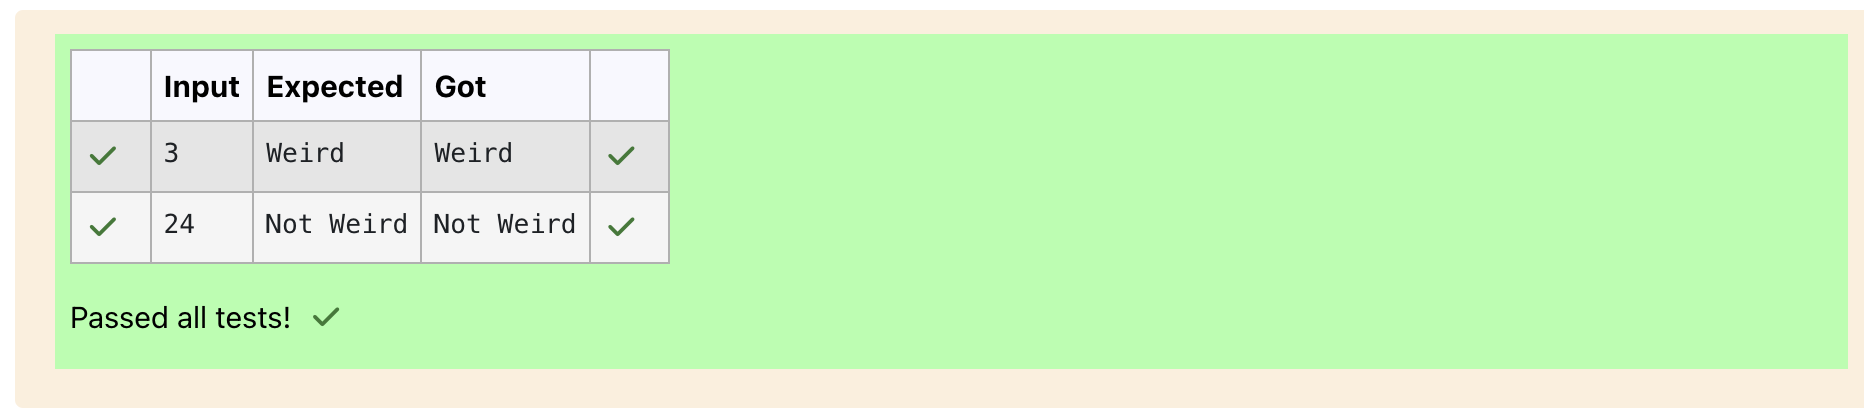 Input Expected Got
3 Weird Weird
24 Not Weird Not Weird
Passed all tests!